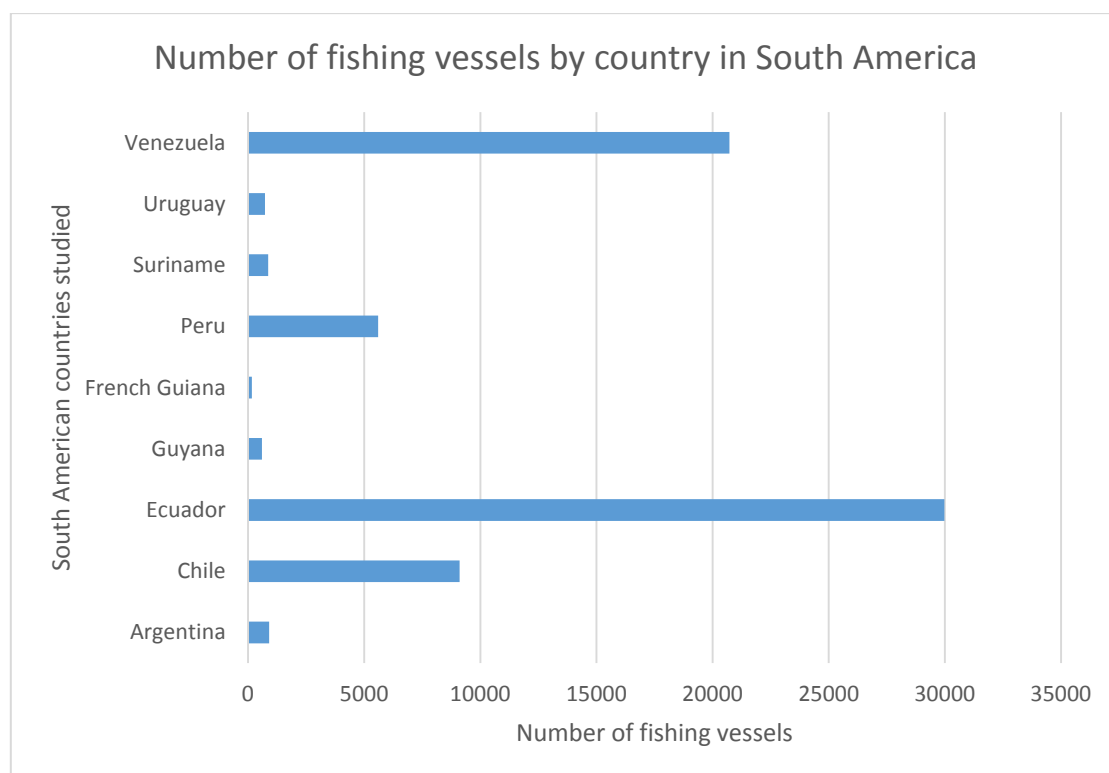 Number of fishing vessels by country in South America
South American countries studied
Venezuela
Uruguay
Suriname
Peru
French Guiana
Guyana
Ecuador
Chile
Argentina
0 5000 10000 15000 20000 25000 30000 35000
Number of fishing vessels